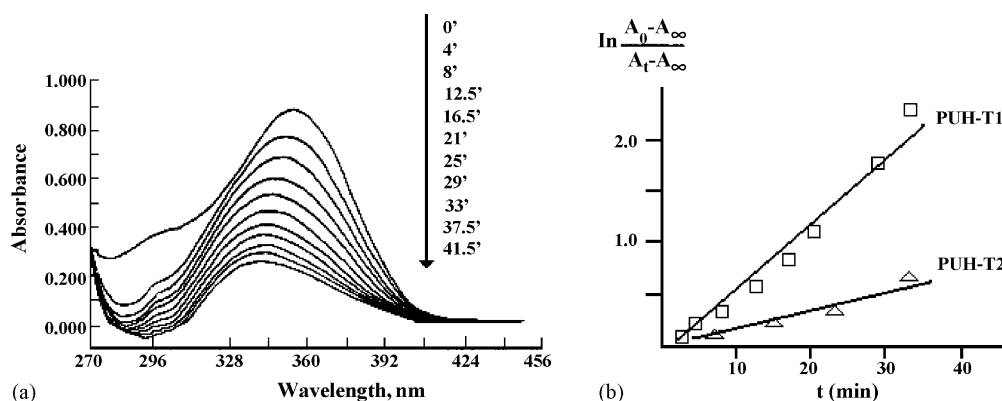 0'
4'
8'
12.5'
16.5'
21'
25'
29'
33'
37.5'
41.5'
1.000
0.800
0.600
0.400
0.200
0.000
Absorbance
270 296 328 360 392 424 456
Wavelength, nm
(a)
ln A₀-A∞
Aₜ-A∞
2.0
1.0
PUH-T1
PUH-T2
10 20 30 40
t (min)
(b)